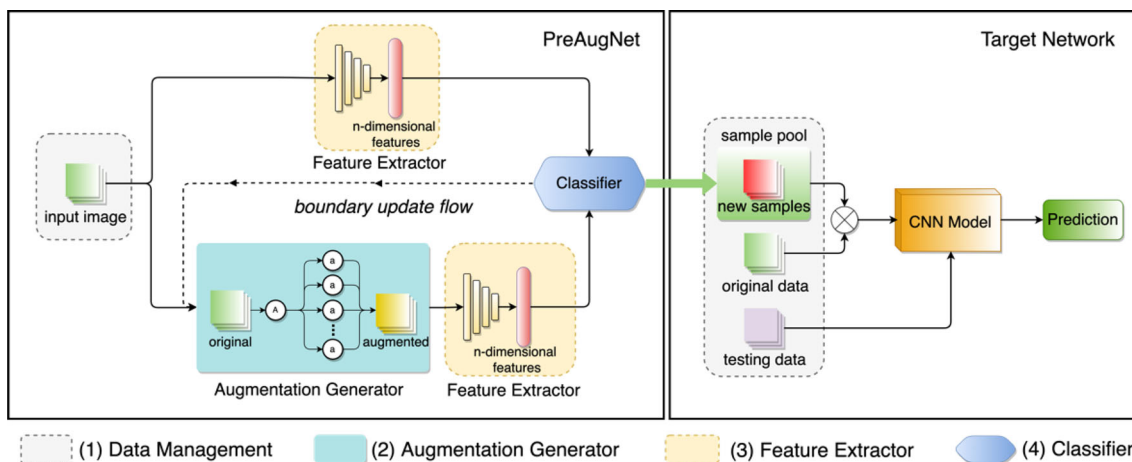 PreAugNet
Target Network
n-dimensional
features
Feature Extractor
input image
boundary update flow
Classifier
original
A
a
a
a
a
augmented
Augmentation Generator
n-dimensional
features
Feature Extractor
sample pool
new samples
original data
testing data
CNN Model
Prediction
(1) Data Management
(2) Augmentation Generator
(3) Feature Extractor
(4) Classifier